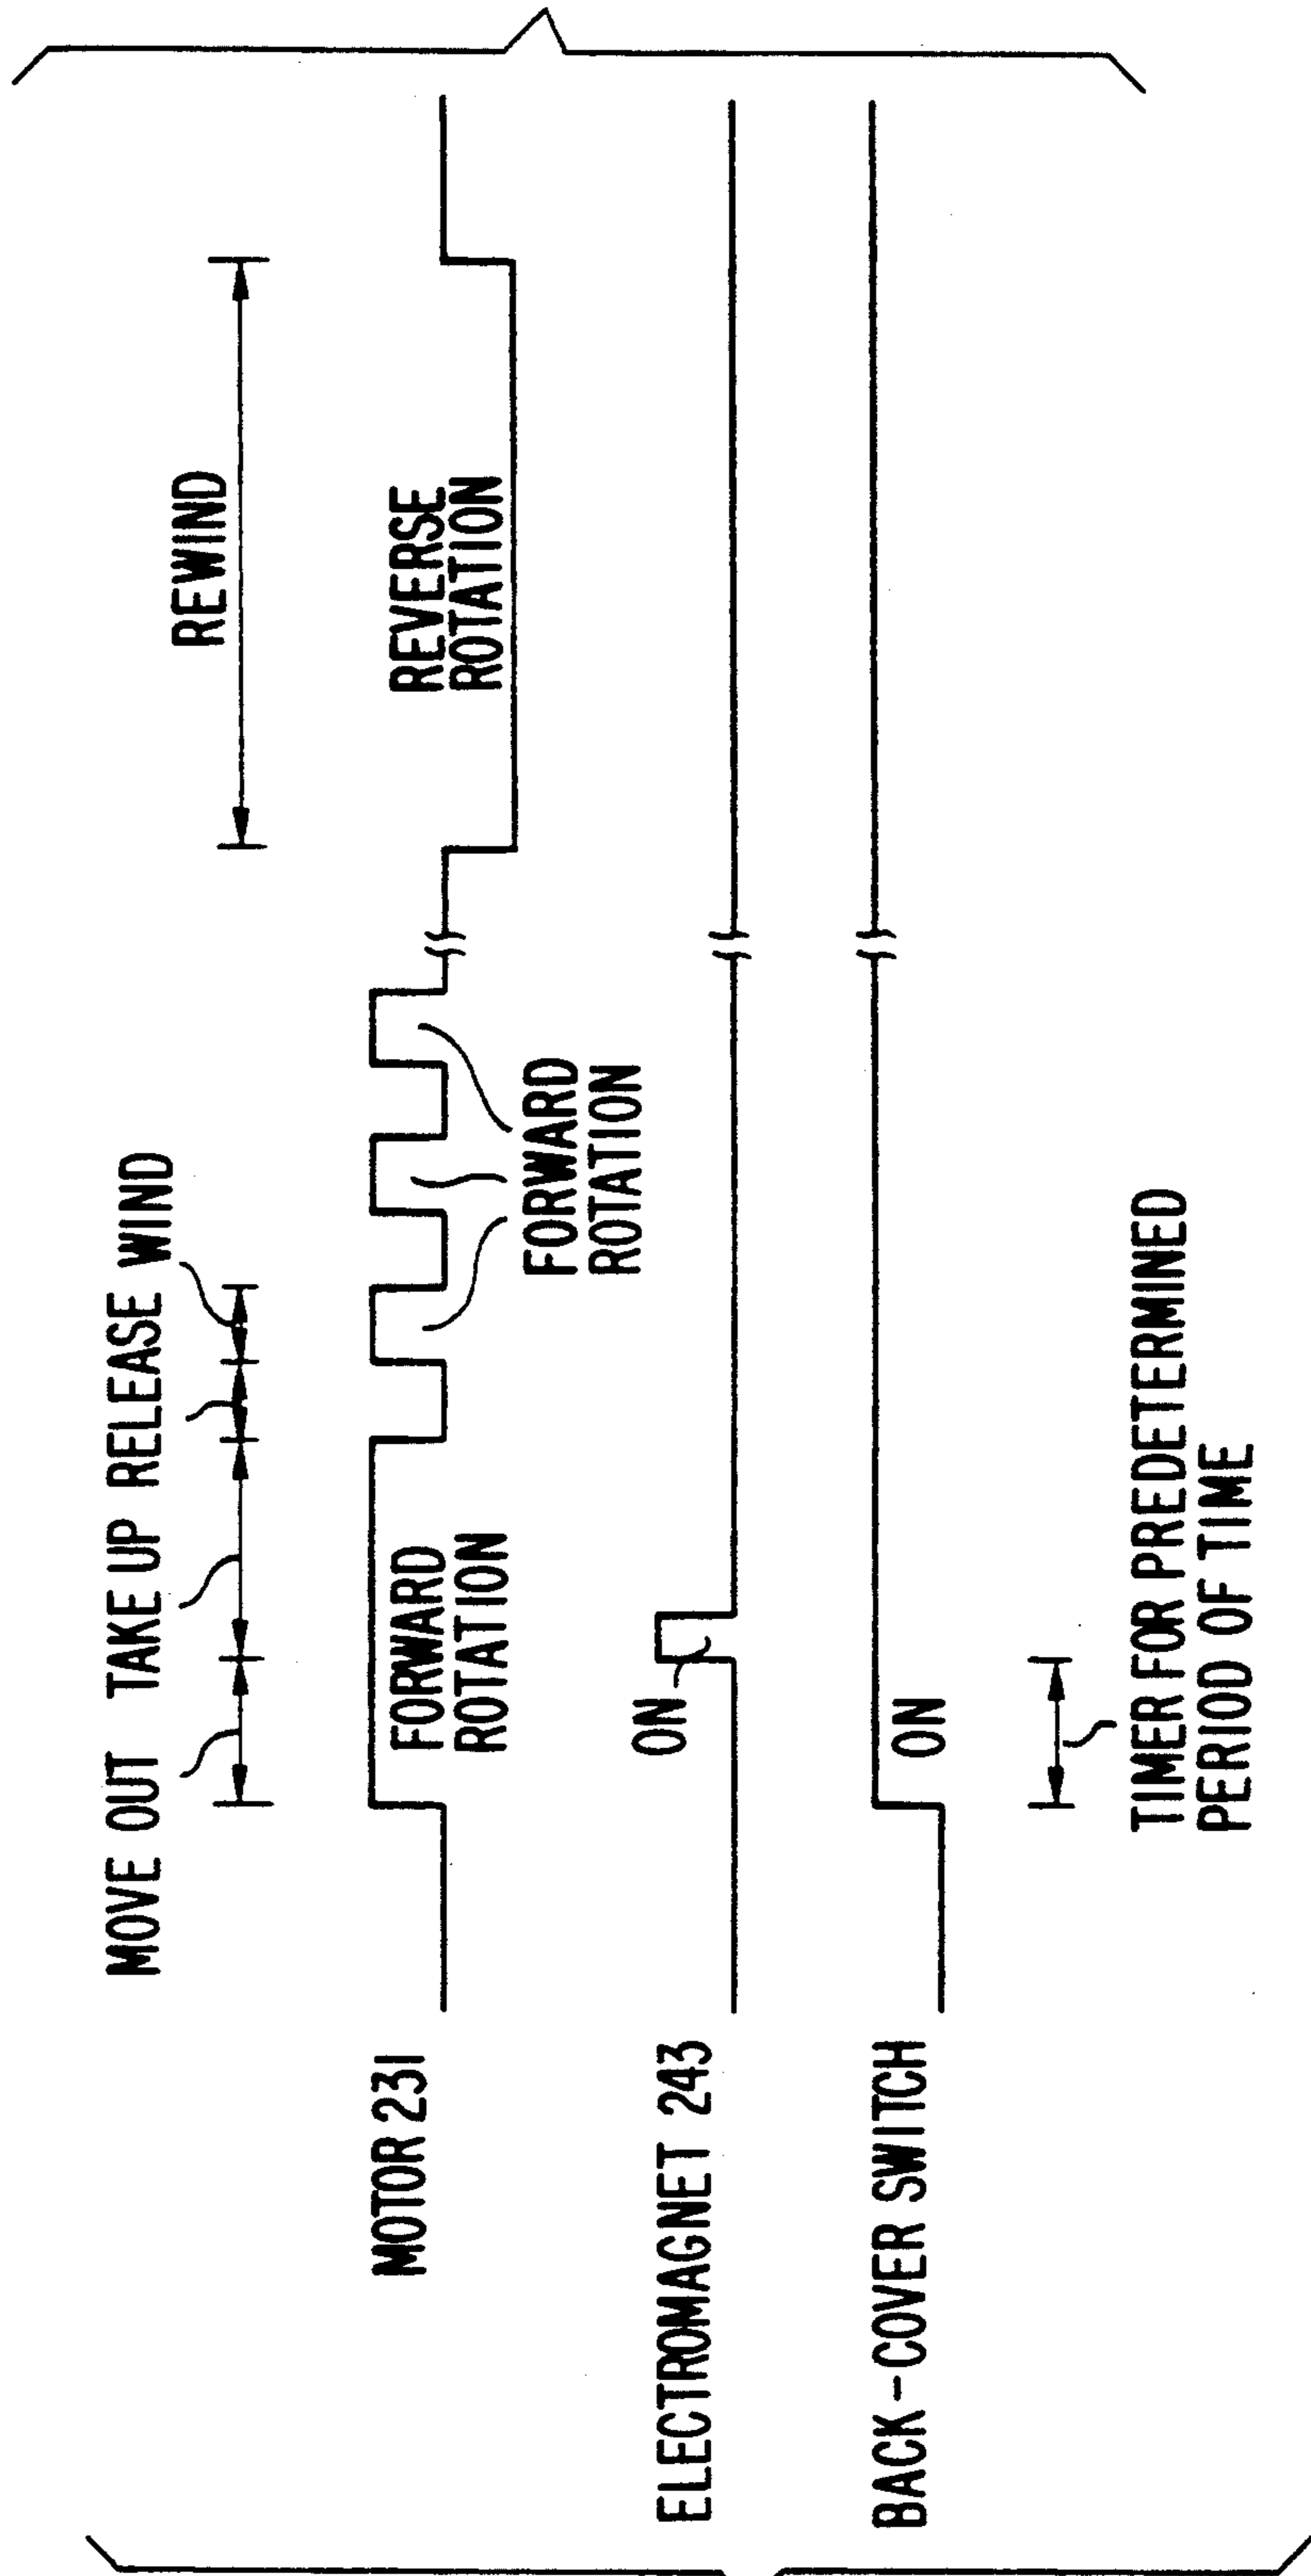 MOVE OUT TAKE UP RELEASE WIND
REWIND
MOTOR 231
FORWARD
ROTATION
FORWARD
ROTATION
REVERSE
ROTATION
ELECTROMAGNET 243
ON
BACK-COVER SWITCH
ON
TIMER FOR PREDETERMINED
PERIOD OF TIME